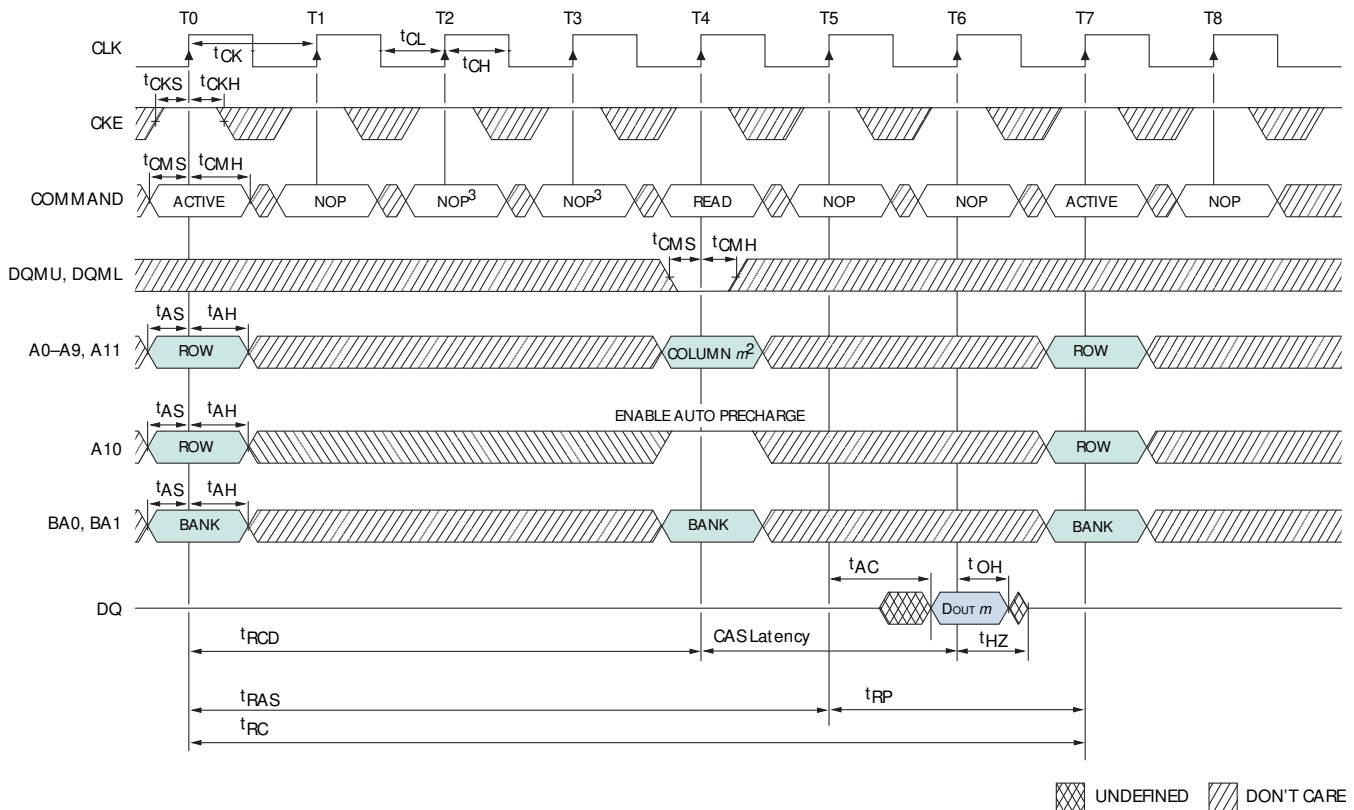 T0 T1 T2 T3 T4 T5 T6 T7 T8
CLK
tCK tCL tCH
tCKS tCKH
CKE
tCMS tCMH
COMMAND ACTIVE NOP NOP3 NOP3 READ NOP NOP ACTIVE NOP
tCMS tCMH
DQMU, DQML
tAS tAH
A0–A9, A11 ROW COLUMN m2 ROW
ENABLE AUTO PRECHARGE
tAS tAH
A10 ROW ROW
tAS tAH
BA0, BA1 BANK BANK BANK
tAC tOH
DQ DOUT m
tRCD CAS Latency tHZ
tRAS tRP
tRC
UNDEFINED DON'T CARE